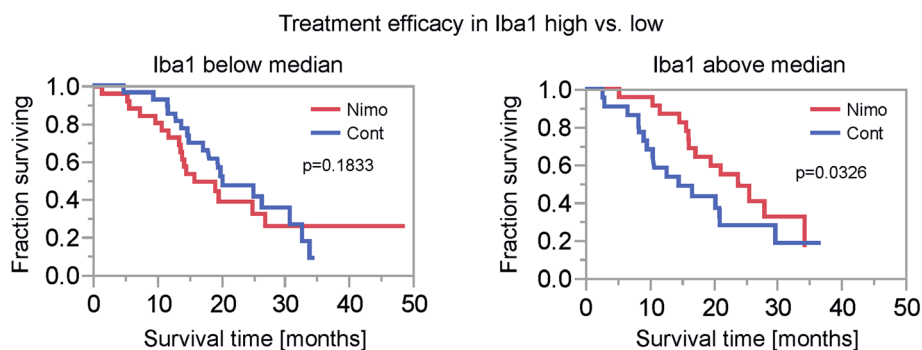 Treatment efficacy in Iba1 high vs. low
Iba1 below median
Fraction surviving
1.0
0.8
0.6
0.4
0.2
0.0
Nimo
Cont
p=0.1833
0 10 20 30 40 50
Survival time [months]
Iba1 above median
Fraction surviving
1.0
0.8
0.6
0.4
0.2
0.0
Nimo
Cont
p=0.0326
0 10 20 30 40 50
Survival time [months]